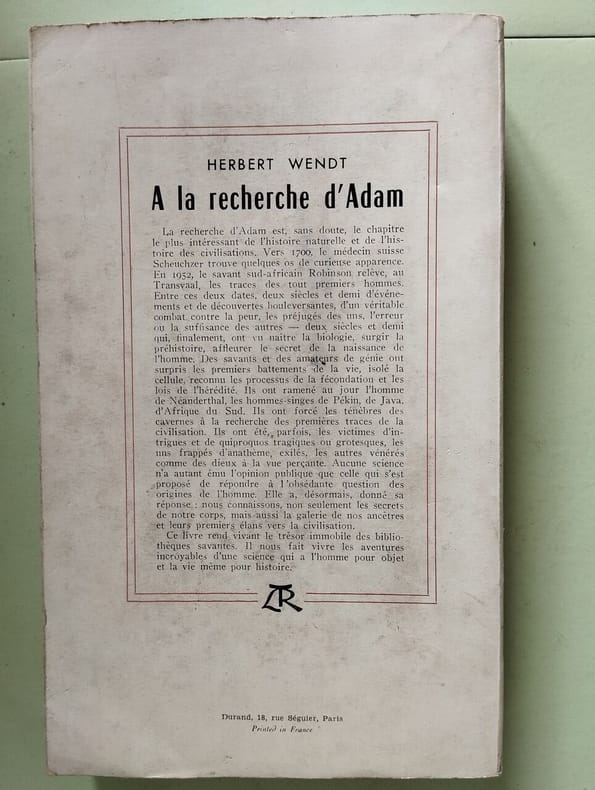 HERBERT WENDT
A la recherche d'Adam
La recherche d'Adam est, sans doute, le chapitre
le plus intéressant de l'histoire naturelle et de l'his-
toire des civilisations. Vers 1700, le médecin suisse
Scheuchzer trouve quelques os de curieuse apparence.
En 1952, le savant sud-africain Robinson relève, au
Transvaal, les traces des tout premiers hommes.
Entre ces deux dates, deux siècles et demi d'événe-
ments et de découvertes bouleversantes, d'un véritable
combat contre la peur, les préjugés des uns, l'erreur
ou la suffisance des autres — deux siècles et demi
qui, finalement, ont vu naître la biologie, surgir la
préhistoire, affleurer le secret de la naissance de
l'homme. Des savants et des amateurs de génie ont
surpris les premiers battements de la vie, isolé la
cellule, reconnu les processus de la fécondation et les
lois de l'hérédité. Ils ont ramené au jour l'homme
de Néanderthal, les hommes-singes de Pékin, de Java,
d'Afrique du Sud. Ils ont forcé les ténèbres des
cavernes à la recherche des premières traces de la
civilisation. Ils ont été, parfois, les victimes d'in-
trigues et de quiproquos tragiques ou grotesques, les
uns frappés d'anathème, exilés, les autres vénérés
comme des dieux à la vue perçante. Aucune science
n'a autant ému l'opinion publique que celle qui s'est
proposé de répondre à l'obsédante question des
origines de l'homme. Elle a, désormais, donné sa
réponse : nous connaissons, non seulement les secrets
de notre corps, mais aussi la galerie de nos ancêtres
et leurs premiers élans vers la civilisation.
Ce livre rend vivant le trésor immobile des biblio-
thèques savantes. Il nous fait vivre les aventures
incroyables d'une science qui a l'homme pour objet
et la vie même pour histoire.
LTR
Durand, 18, rue Séguier, Paris
Printed in France